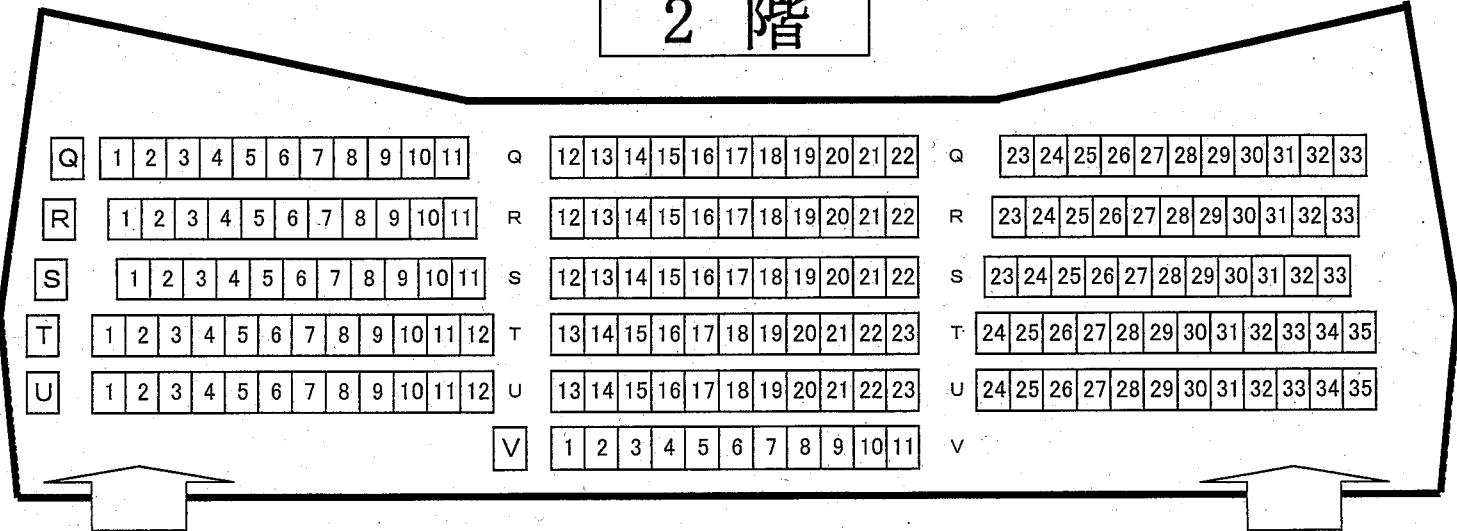 2 階
Q 1 2 3 4 5 6 7 8 9 10 11 Q 12 13 14 15 16 17 18 19 20 21 22 Q 23 24 25 26 27 28 29 30 31 32 33
R 1 2 3 4 5 6 7 8 9 10 11 R 12 13 14 15 16 17 18 19 20 21 22 R 23 24 25 26 27 28 29 30 31 32 33
S 1 2 3 4 5 6 7 8 9 10 11 S 12 13 14 15 16 17 18 19 20 21 22 S 23 24 25 26 27 28 29 30 31 32 33
T 1 2 3 4 5 6 7 8 9 10 11 12 T 13 14 15 16 17 18 19 20 21 22 23 T 24 25 26 27 28 29 30 31 32 33 34 35
U 1 2 3 4 5 6 7 8 9 10 11 12 U 13 14 15 16 17 18 19 20 21 22 23 U 24 25 26 27 28 29 30 31 32 33 34 35
V 1 2 3 4 5 6 7 8 9 10 11 V